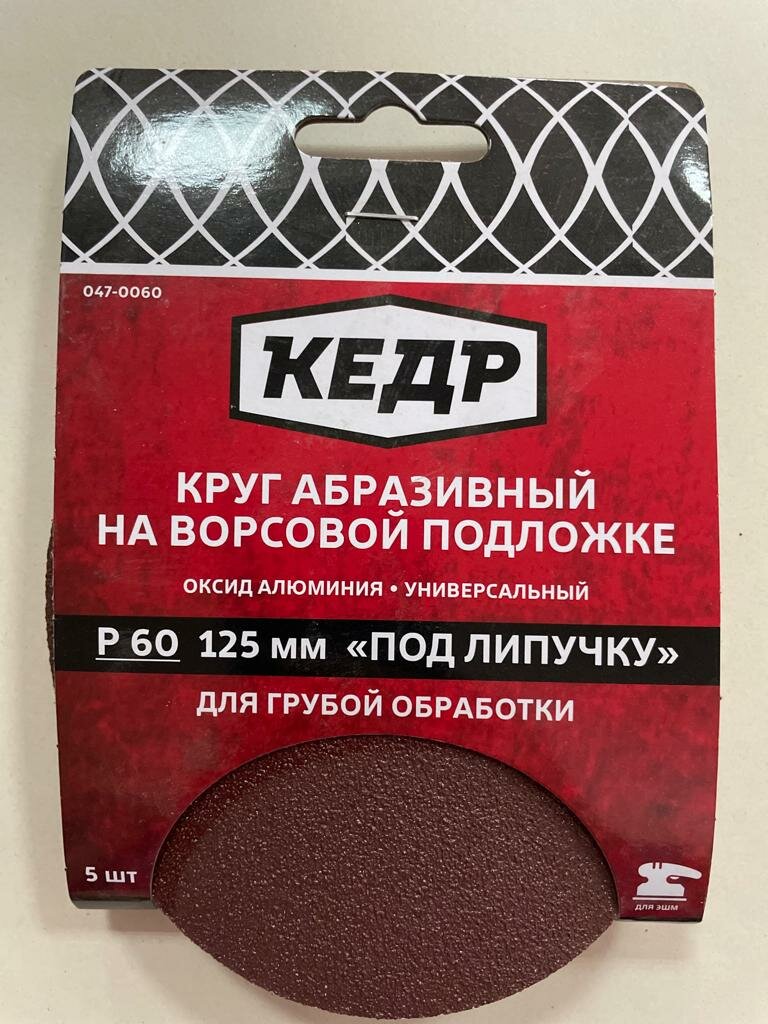 047-0060
КЕДР
КРУГ АБРАЗИВНЫЙ
НА ВОРСОВОЙ ПОДЛОЖКЕ
ОКСИД АЛЮМИНИЯ • УНИВЕРСАЛЬНЫЙ
Р 60 125 мм «ПОД ЛИПУЧКУ»
ДЛЯ ГРУБОЙ ОБРАБОТКИ
5 шт
ДЛЯ ЭШМ